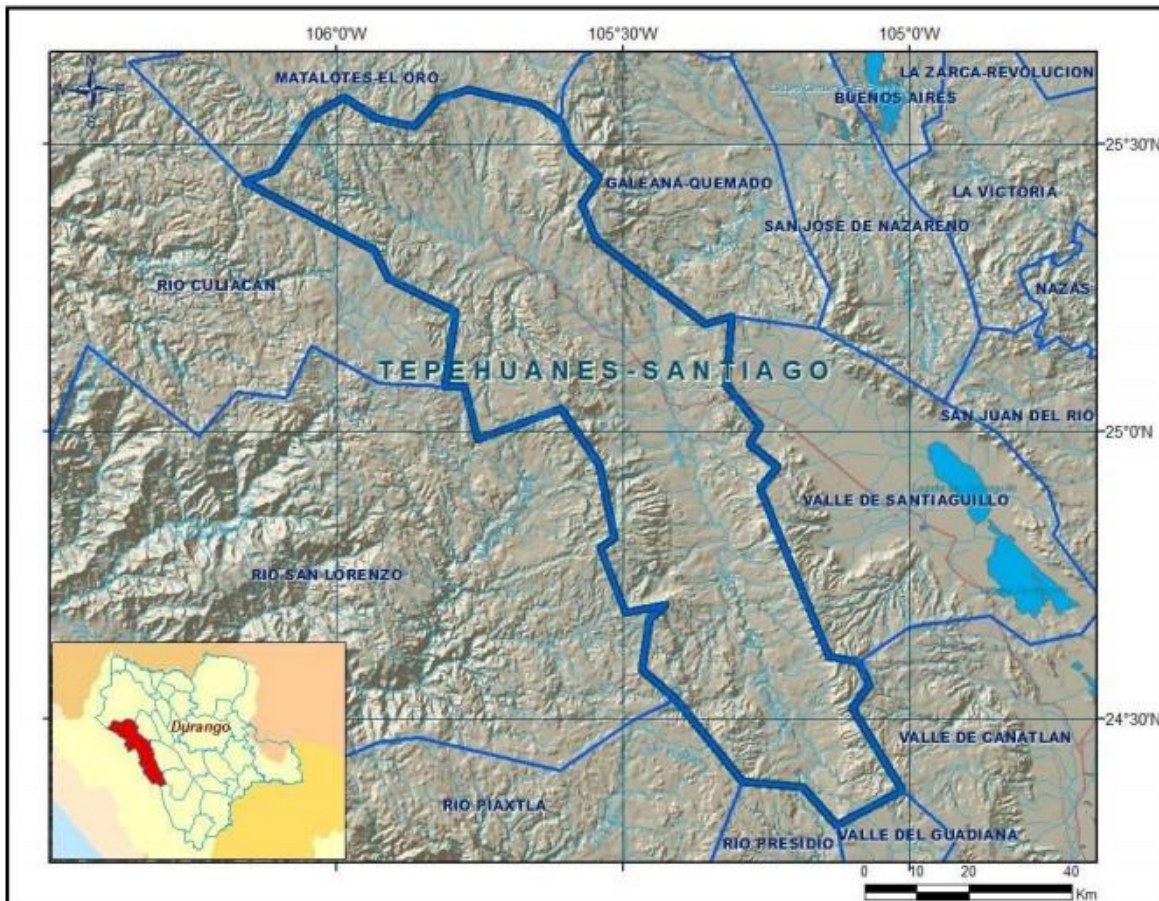 106°0'W
105°30'W
105°0'W
N
MATALOTES-EL ORO
LA ZARCA-REVOLUCION
BUENOS AIRES
25°30'N
GALEANA-QUEMADO
LA VICTORIA
SAN JOSE DE NAZARENO
RIO CULIACAN
NAZAS
TEPEHUANES-SANTIAGO
SAN JUAN DEL RIO
25°0'N
VALLE DE SANTIAGUILLO
RIO SAN LORENZO
Durango
24°30'N
VALLE DE CANATLAN
RIO PIAXTLA
RIO PRESIDIO
VALLE DEL GUADIANA
0 10 20 40
Km